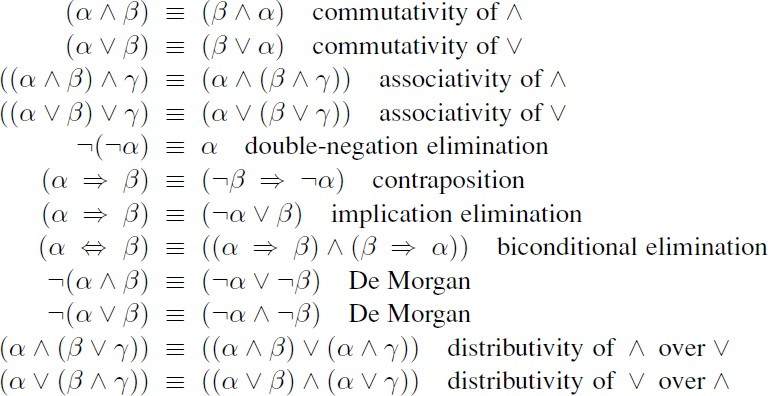 (α ∧ β) ≡ (β ∧ α) commutativity of ∧
(α ∨ β) ≡ (β ∨ α) commutativity of ∨
((α ∧ β) ∧ γ) ≡ (α ∧ (β ∧ γ)) associativity of ∧
((α ∨ β) ∨ γ) ≡ (α ∨ (β ∨ γ)) associativity of ∨
¬(¬α) ≡ α double-negation elimination
(α ⇒ β) ≡ (¬β ⇒ ¬α) contraposition
(α ⇒ β) ≡ (¬α ∨ β) implication elimination
(α ⇔ β) ≡ ((α ⇒ β) ∧ (β ⇒ α)) biconditional elimination
¬(α ∧ β) ≡ (¬α ∨ ¬β) De Morgan
¬(α ∨ β) ≡ (¬α ∧ ¬β) De Morgan
(α ∧ (β ∨ γ)) ≡ ((α ∧ β) ∨ (α ∧ γ)) distributivity of ∧ over ∨
(α ∨ (β ∧ γ)) ≡ ((α ∨ β) ∧ (α ∨ γ)) distributivity of ∨ over ∧